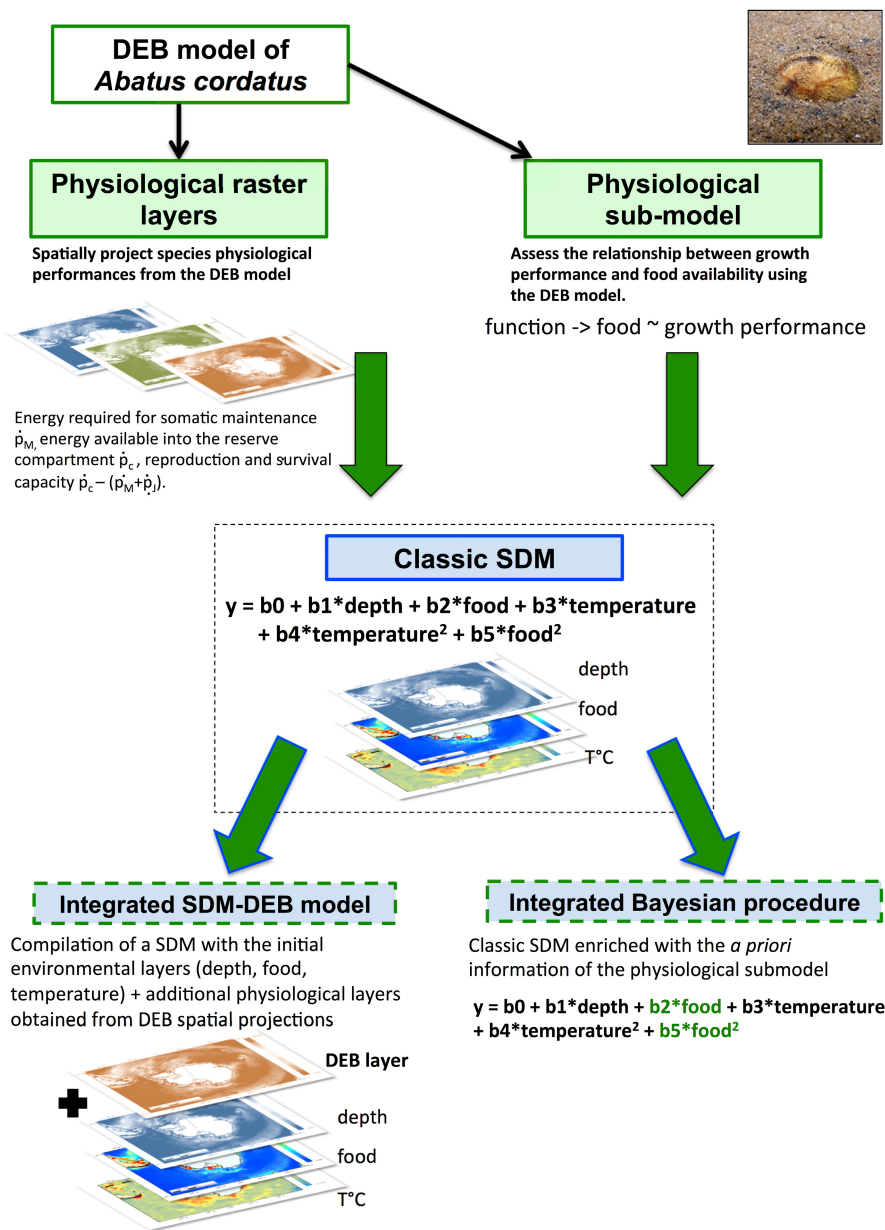 DEB model of
Abatus cordatus
Physiological raster
layers
Spatially project species physiological
performances from the DEB model
Energy required for somatic maintenance
ṗM, energy available into the reserve
compartment ṗc , reproduction and survival
capacity ṗc – (ṗM+ṗJ).
Physiological
sub-model
Assess the relationship between growth
performance and food availability using
the DEB model.
function -> food ~ growth performance
Classic SDM
y = b0 + b1*depth + b2*food + b3*temperature
+ b4*temperature² + b5*food²
depth
food
T°C
Integrated SDM-DEB model
Compilation of a SDM with the initial
environmental layers (depth, food,
temperature) + additional physiological layers
obtained from DEB spatial projections
DEB layer
depth
food
T°C
Integrated Bayesian procedure
Classic SDM enriched with the a priori
information of the physiological submodel
y = b0 + b1*depth + b2*food + b3*temperature
+ b4*temperature² + b5*food²